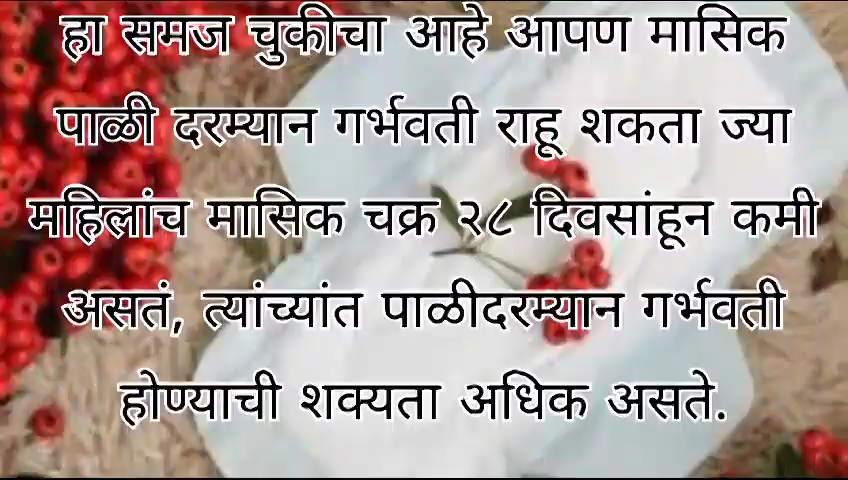 हा समज चुकीचा आहे आपण मासिक
पाळी दरम्यान गर्भवती राहू शकता ज्या
महिलांच मासिक चक्र २८ दिवसांहून कमी
असतं, त्यांच्यांत पाळीदरम्यान गर्भवती
होण्याची शक्यता अधिक असते.